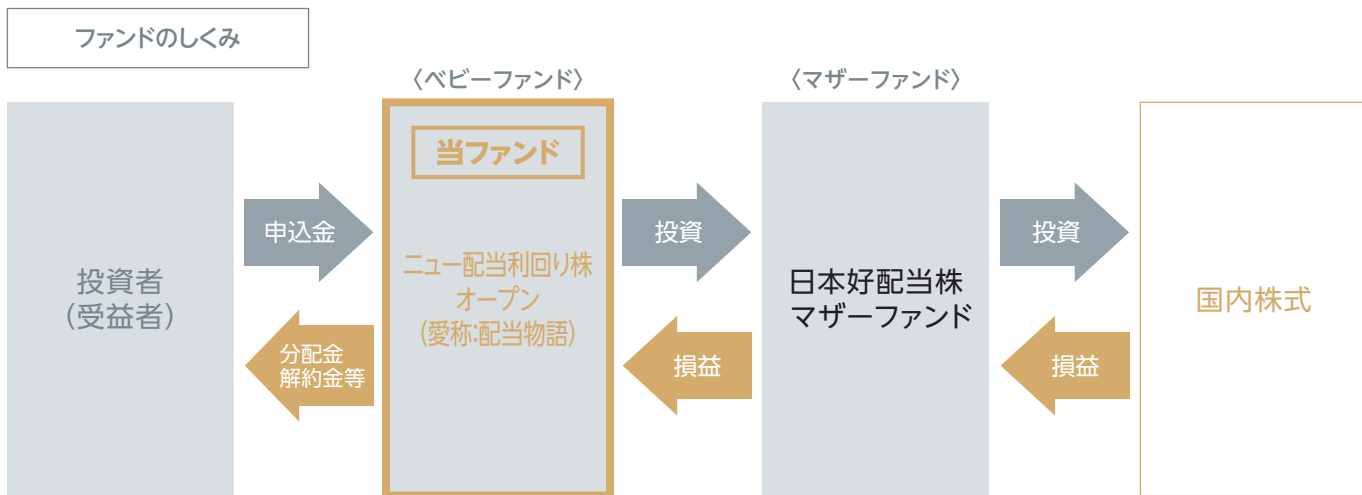 ファンドのしくみ
〈ベビーファンド〉
〈マザーファンド〉
投資者
(受益者)
申込金
分配金
解約金等
当ファンド
ニュー配当利回り株
オープン
(愛称:配当物語)
投資
損益
日本好配当株
マザーファンド
投資
損益
国内株式